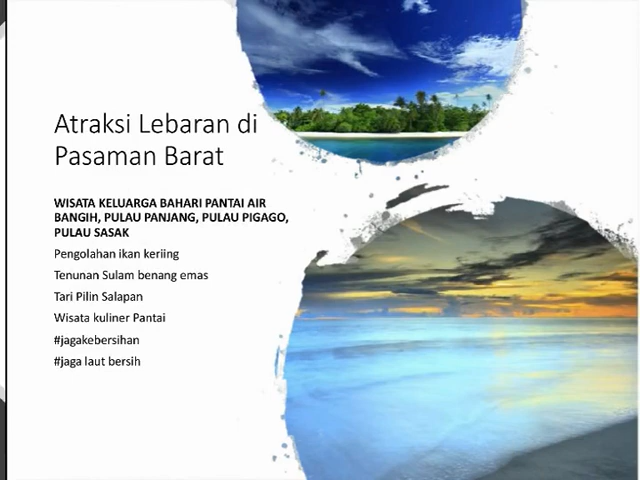 Atraksi Lebaran di
Pasaman Barat
WISATA KELUARGA BAHARI PANTAI AIR
BANGIH, PULAU PANJANG, PULAU PIGAGO,
PULAU SASAK
Pengolahan ikan keriing
Tenunan Sulam benang emas
Tari Pilin Salapan
Wisata kuliner Pantai
#jagakebersihan
#jaga laut bersih